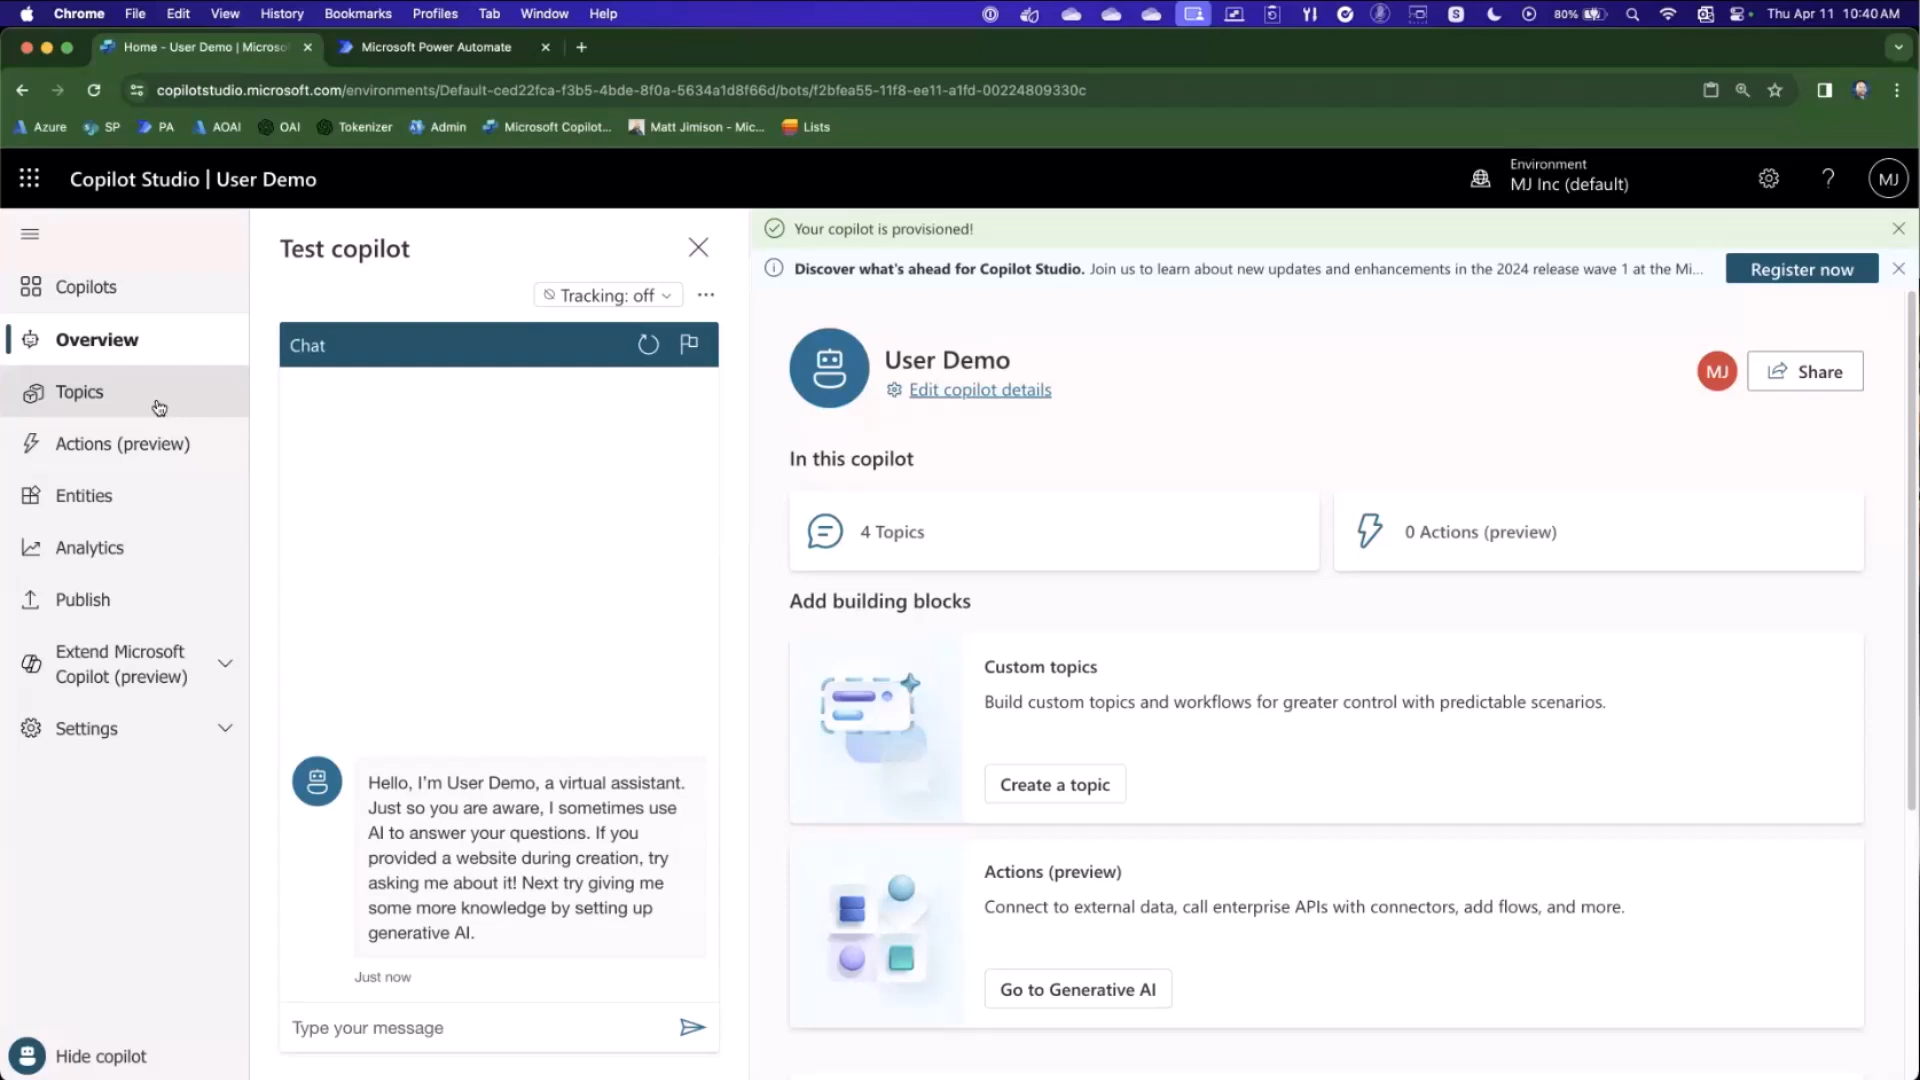 Chrome File Edit View History Bookmarks Profiles Tab Window Help
80% Thu Apr 11 10:40 AM
Home - User Demo | Microso
Microsoft Power Automate
copilotstudio.microsoft.com/environments/Default-ced22fca-f3b5-4bde-8f0a-5634a1d8f66d/bots/f2bfea55-11f8-ee11-a1fd-00224809330c
Azure SP PA AOAI OAI Tokenizer Admin Microsoft Copilot... Matt Jimison - Mic... Lists
Copilot Studio | User Demo
Environment
MJ Inc (default)
?
MJ
Copilots
Overview
Topics
Actions (preview)
Entities
Analytics
Publish
Extend Microsoft
Copilot (preview)
Settings
Hide copilot
Test copilot
Tracking: off
Chat
Hello, I'm User Demo, a virtual assistant.
Just so you are aware, I sometimes use
AI to answer your questions. If you
provided a website during creation, try
asking me about it! Next try giving me
some more knowledge by setting up
generative AI.
Just now
Type your message
Your copilot is provisioned!
Discover what's ahead for Copilot Studio. Join us to learn about new updates and enhancements in the 2024 release wave 1 at the Mi...
Register now
User Demo
Edit copilot details
MJ
Share
In this copilot
4 Topics
0 Actions (preview)
Add building blocks
Custom topics
Build custom topics and workflows for greater control with predictable scenarios.
Create a topic
Actions (preview)
Connect to external data, call enterprise APIs with connectors, add flows, and more.
Go to Generative AI